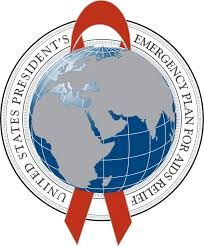 UNITED STATES PRESIDENT'S
EMERGENCY PLAN FOR AIDS RELIEF